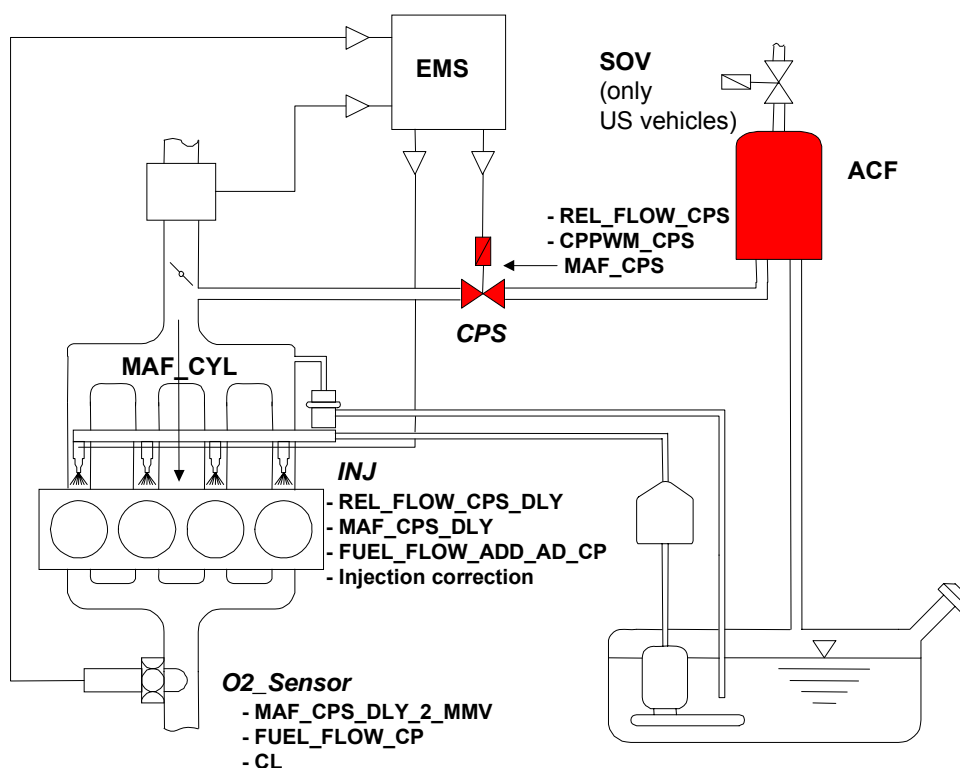 EMS
SOV
(only
US vehicles)
ACF
- REL_FLOW_CPS
- CPPWM_CPS
MAF_CPS
CPS
MAF_CYL
INJ
- REL_FLOW_CPS_DLY
- MAF_CPS_DLY
- FUEL_FLOW_ADD_AD_CP
- Injection correction
O2_Sensor
- MAF_CPS_DLY_2_MMV
- FUEL_FLOW_CP
- CL